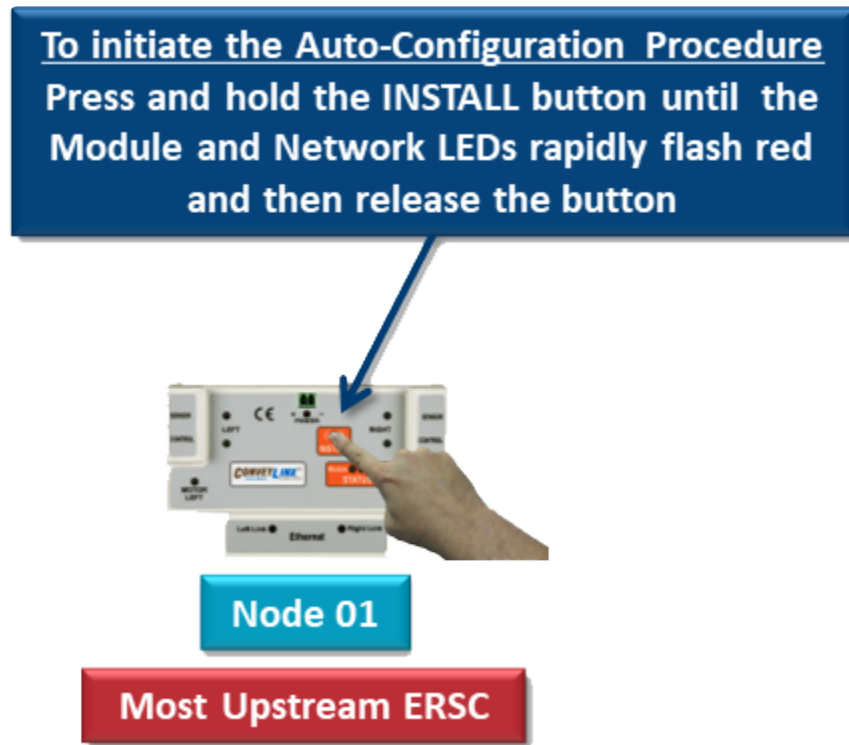 To initiate the Auto-Configuration Procedure
Press and hold the INSTALL button until the
Module and Network LEDs rapidly flash red
and then release the button
SENSOR
CONTROL
LEFT
CE
POWER
RIGHT
SENSOR
CONTROL
CONVEYLINX
MOTOR
LEFT
Left Link
Ethernet
Right Link
Node 01
Most Upstream ERSC